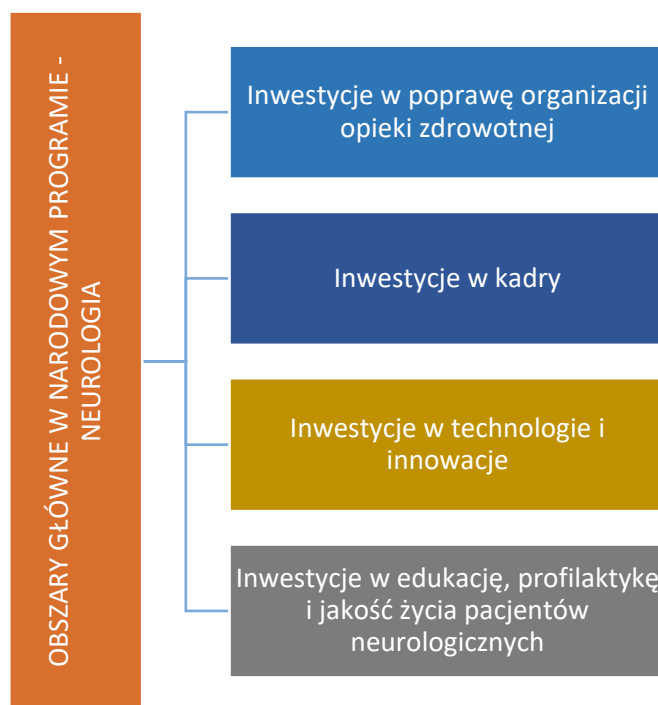 OBSZARY GŁÓWNE W NARODOWYM PROGRAMIE -
NEUROLOGIA
Inwestycje w poprawę organizacji
opieki zdrowotnej
Inwestycje w kadry
Inwestycje w technologie i
innowacje
Inwestycje w edukację, profilaktykę
i jakość życia pacjentów
neurologicznych